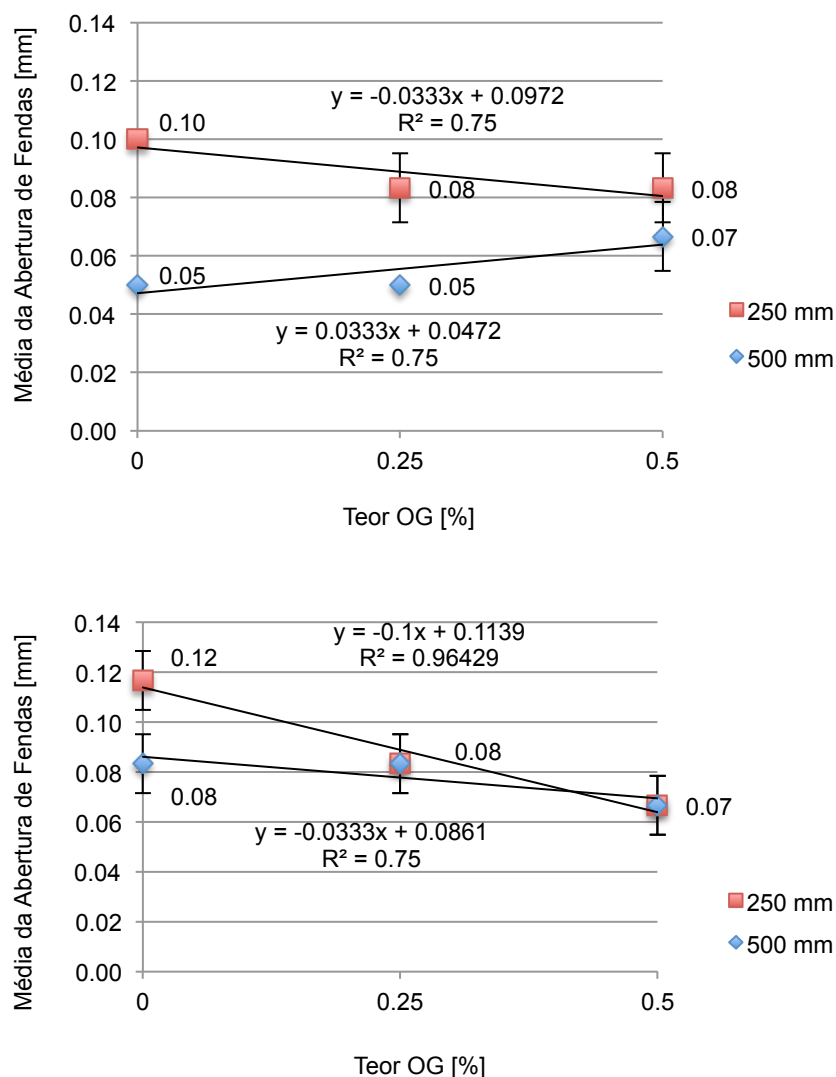 Média da Abertura de Fendas [mm]
0.14
0.12
0.10
0.08
0.06
0.04
0.02
0.00
y = -0.0333x + 0.0972
R² = 0.75
0.10
0.08
0.08
0.07
0.05
0.05
y = 0.0333x + 0.0472
R² = 0.75
250 mm
500 mm
0
0.25
0.5
Teor OG [%]
Média da Abertura de Fendas [mm]
0.14
0.12
0.10
0.08
0.06
0.04
0.02
0.00
y = -0.1x + 0.1139
R² = 0.96429
0.12
0.08
0.08
0.07
y = -0.0333x + 0.0861
R² = 0.75
250 mm
500 mm
0
0.25
0.5
Teor OG [%]